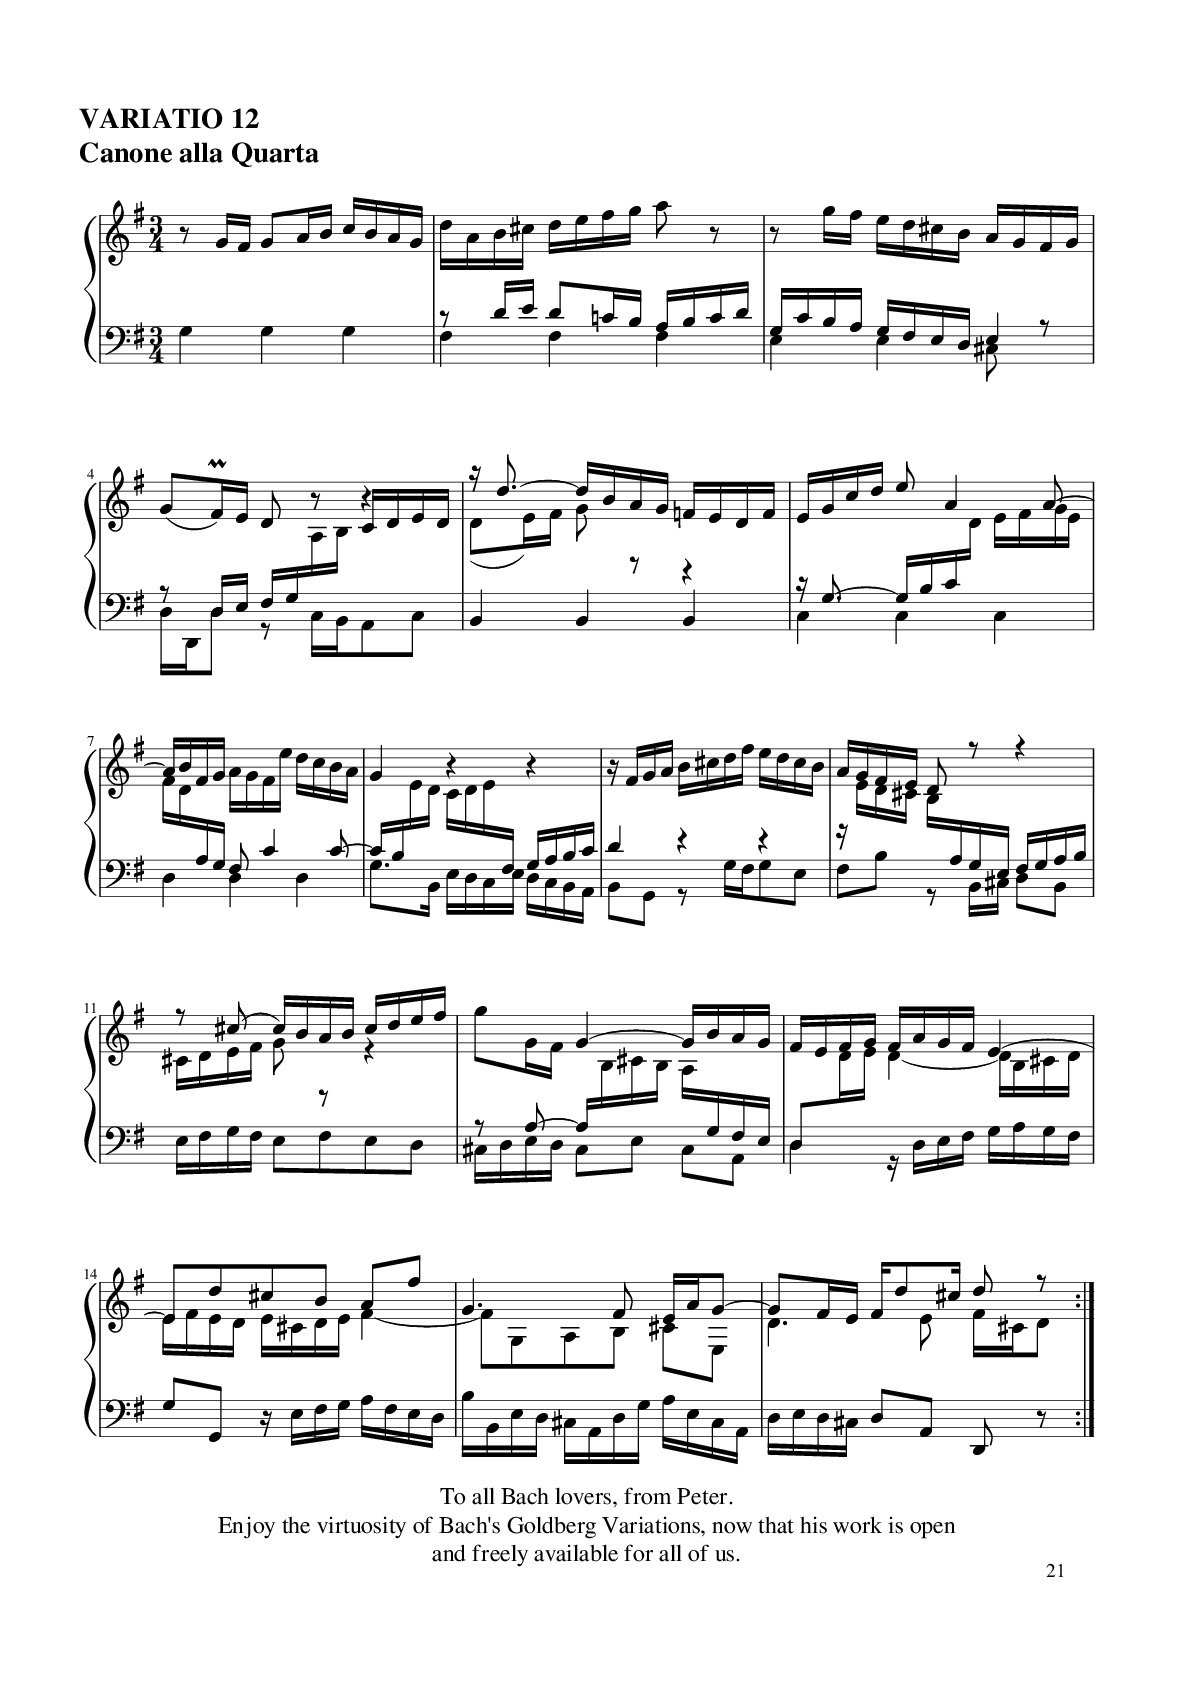 VARIATIO 12
Canone alla Quarta
3
4
3
4
4
7
11
14
To all Bach lovers, from Peter.
Enjoy the virtuosity of Bach's Goldberg Variations, now that his work is open
and freely available for all of us.
21